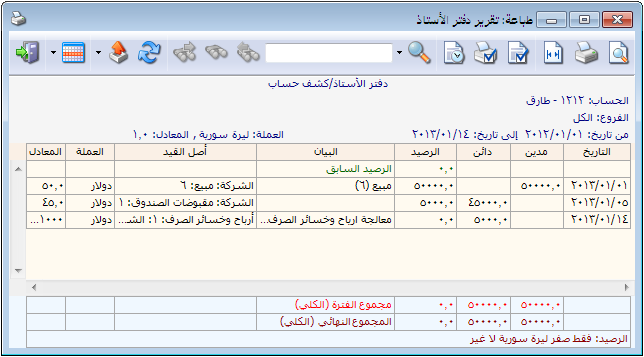 طباعة: تقرير دفتر الأستاذ
دفتر الأستاذ/كشف حساب
الحساب: ١٢١٢ - طارق
الفروع: الكل
من تاريخ: ٢٠١٢/٠١/٠١ إلى تاريخ: ٢٠١٣/٠١/١٤ العملة: ليرة سورية , المعادل: ١,٠
التاريخ مدين دائن الرصيد البيان أصل القيد العملة المعادل
٠,٠ الرصيد السابق
٢٠١٣/٠١/٠١ ٥٠٠٠٠,٠ ٥٠٠٠٠,٠ مبيع (٦) الشركة: مبيع: ٦ دولار ٥٠,٠
٢٠١٣/٠١/٠٥ ٤٥٠٠٠,٠ ٥٠٠٠,٠ الشركة: مقبوضات الصندوق: ١ دولار ٤٥,٠
٢٠١٣/٠١/١٤ ٥٠٠٠,٠ ٠,٠ معالجة ارباح وخسائر الصرف... أرباح وخسائر الصرف: ١: الش... دولار ١٠٠٠...
٥٠٠٠٠,٠ ٥٠٠٠٠,٠ ٠,٠ مجموع الفترة (الكلي)
٥٠٠٠٠,٠ ٥٠٠٠٠,٠ ٠,٠ المجموع النهائي (الكلي)
الرصيد: فقط صفر ليرة سورية لا غير